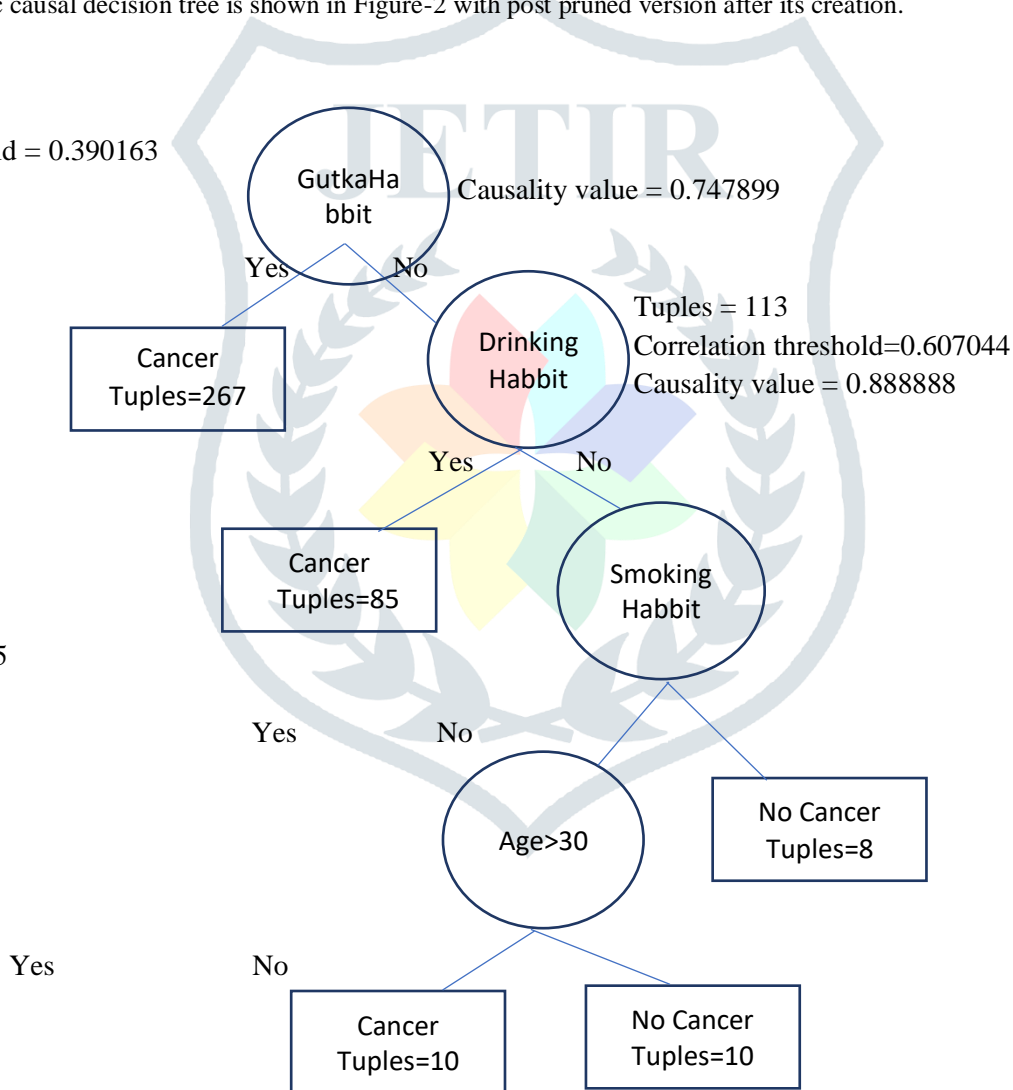 c causal decision tree is shown in Figure-2 with post pruned version after its creation.
JETIR
ld = 0.390163
GutkaHa
bbit
Causality value = 0.747899
Yes
No
Cancer
Tuples=267
Drinking
Habbit
Tuples = 113
Correlation threshold=0.607044
Causality value = 0.888888
Yes
No
Cancer
Tuples=85
Smoking
Habbit
5
Yes
No
Age>30
No Cancer
Tuples=8
Yes
No
Cancer
Tuples=10
No Cancer
Tuples=10